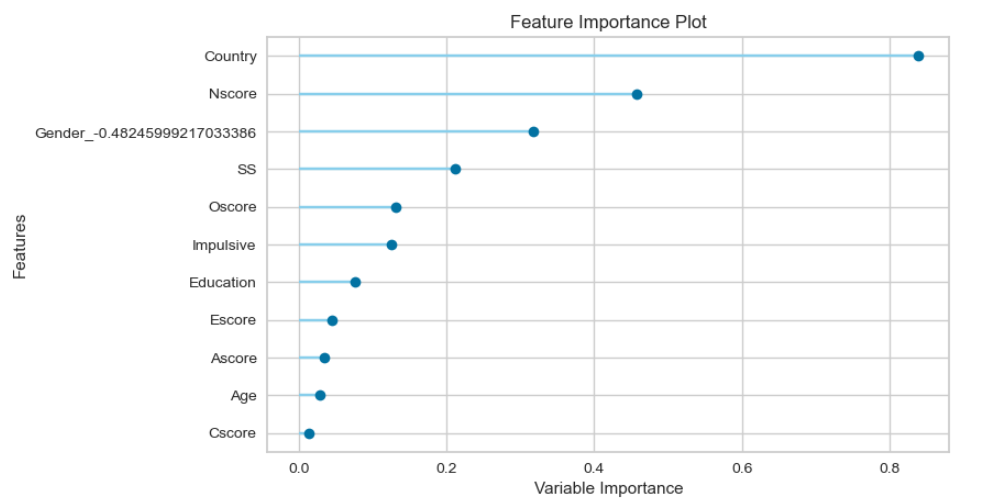 Feature Importance Plot
Features
Country
Nscore
Gender_-0.48245999217033386
SS
Oscore
Impulsive
Education
Escore
Ascore
Age
Cscore
0.0 0.2 0.4 0.6 0.8
Variable Importance